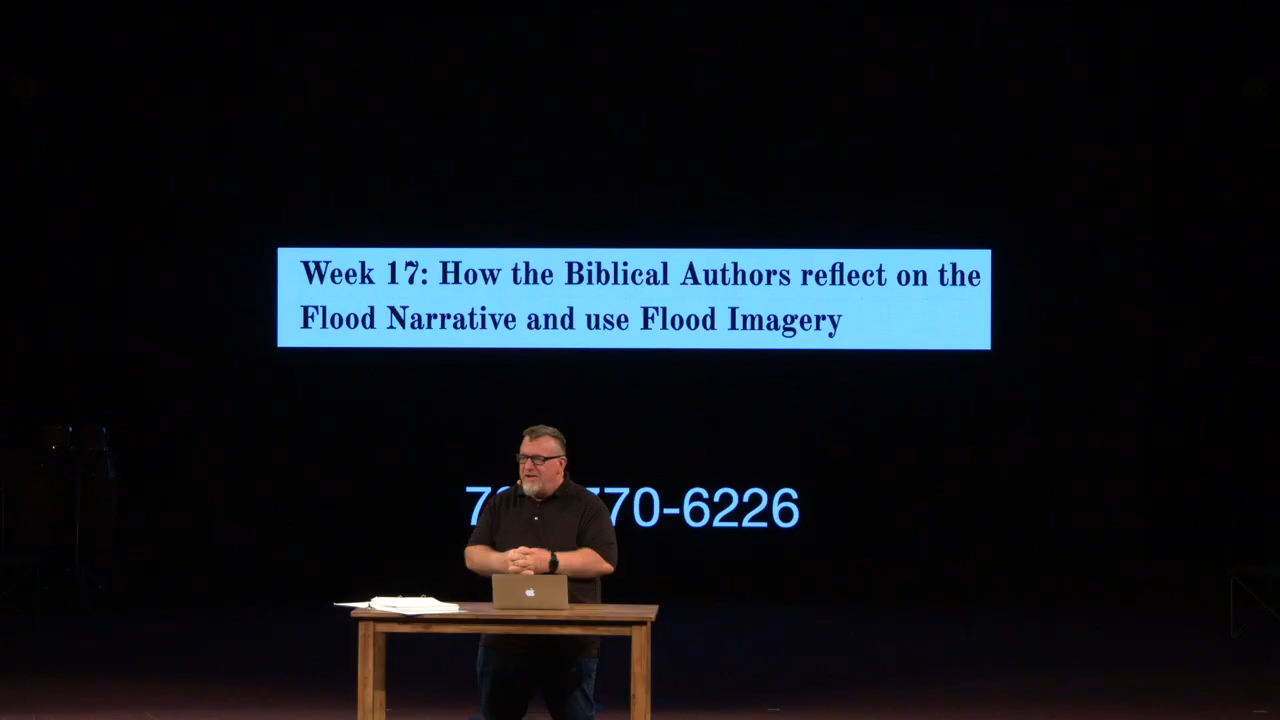 Week 17: How the Biblical Authors reflect on the
Flood Narrative and use Flood Imagery
770-6226